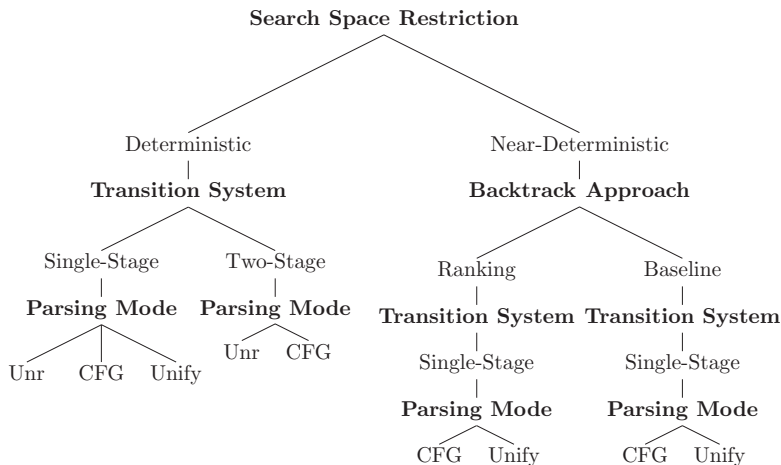 Search Space Restriction
Deterministic Near-Deterministic
Transition System Backtrack Approach
Single-Stage Two-Stage Ranking Baseline
Parsing Mode Parsing Mode Transition System Transition System
Unr CFG Single-Stage Single-Stage
Unr CFG Unify
Parsing Mode Parsing Mode
CFG Unify CFG Unify